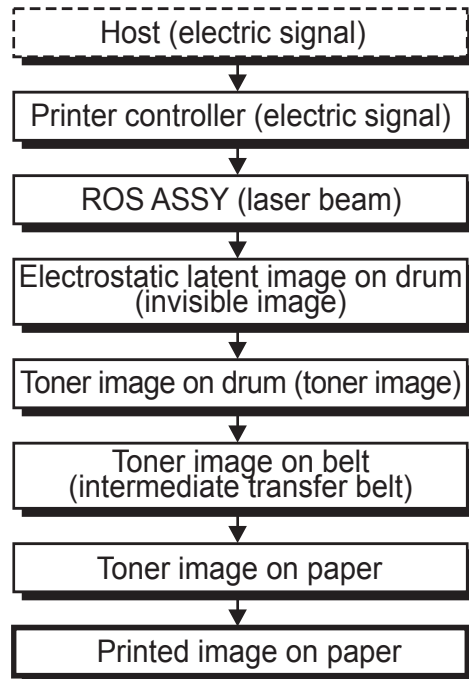 Host (electric signal)
Printer controller (electric signal)
ROS ASSY (laser beam)
Electrostatic latent image on drum
(invisible image)
Toner image on drum (toner image)
Toner image on belt
(intermediate transfer belt)
Toner image on paper
Printed image on paper